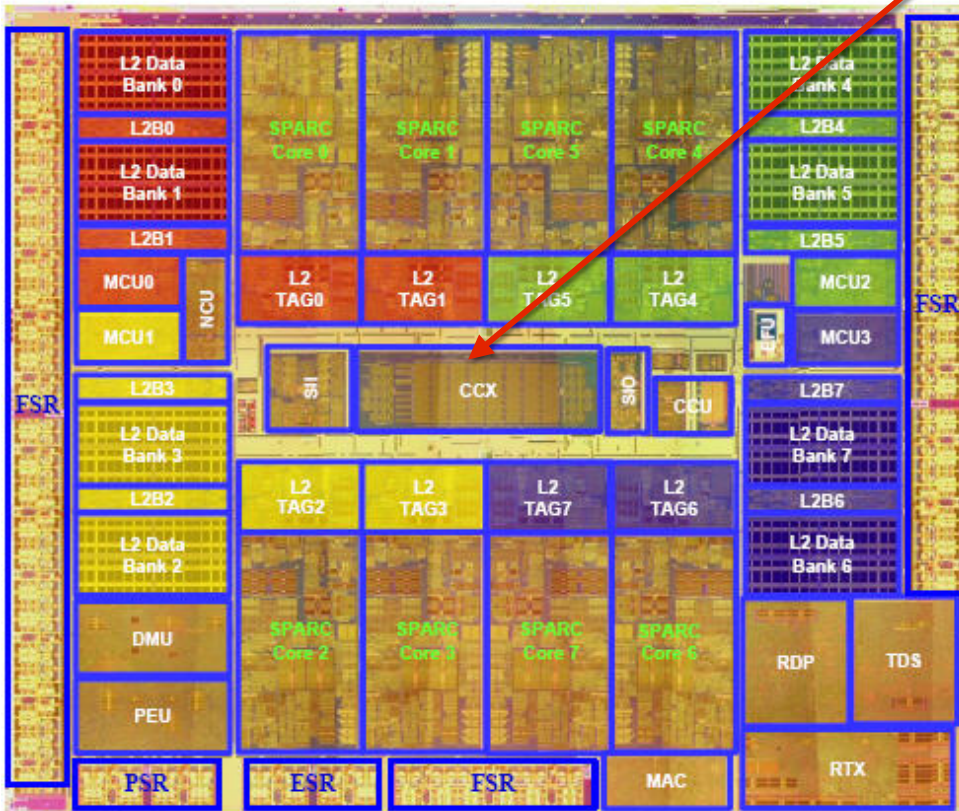 L2 Data
Bank 0
L2B0
L2 Data
Bank 1
L2B1
MCU0
MCU1
NCU
SPARC
Core 0
SPARC
Core 1
SPARC
Core 5
SPARC
Core 4
L2
TAG0
L2
TAG1
L2
TAG5
L2
TAG4
L2 Data
Bank 4
L2B4
L2 Data
Bank 5
L2B5
MCU2
EFU
MCU3
FSR
FSR
SII
CCX
SIO
CCU
L2B3
L2 Data
Bank 3
L2B2
L2 Data
Bank 2
DMU
PEU
L2
TAG2
L2
TAG3
L2
TAG7
L2
TAG6
SPARC
Core 2
SPARC
Core 3
SPARC
Core 7
SPARC
Core 6
L2B7
L2 Data
Bank 7
L2B6
L2 Data
Bank 6
RDP
TDS
RTX
PSR
ESR
FSR
MAC